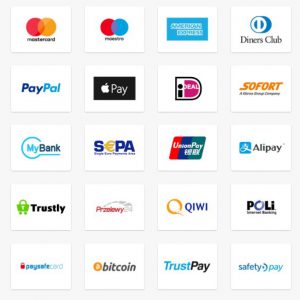 mastercard
maestro
AMERICAN
EXPRESS
Diners Club
PayPal
Pay
iDEAL
SOFORT
A Klarna Group Company
MyBank
SEPA
Single Euro Payments Area
UnionPay
银联
Alipay
Trustly
Przelewy24
QIWI
POLi
Internet Banking
paysafecard
bitcoin
TrustPay
safetypay